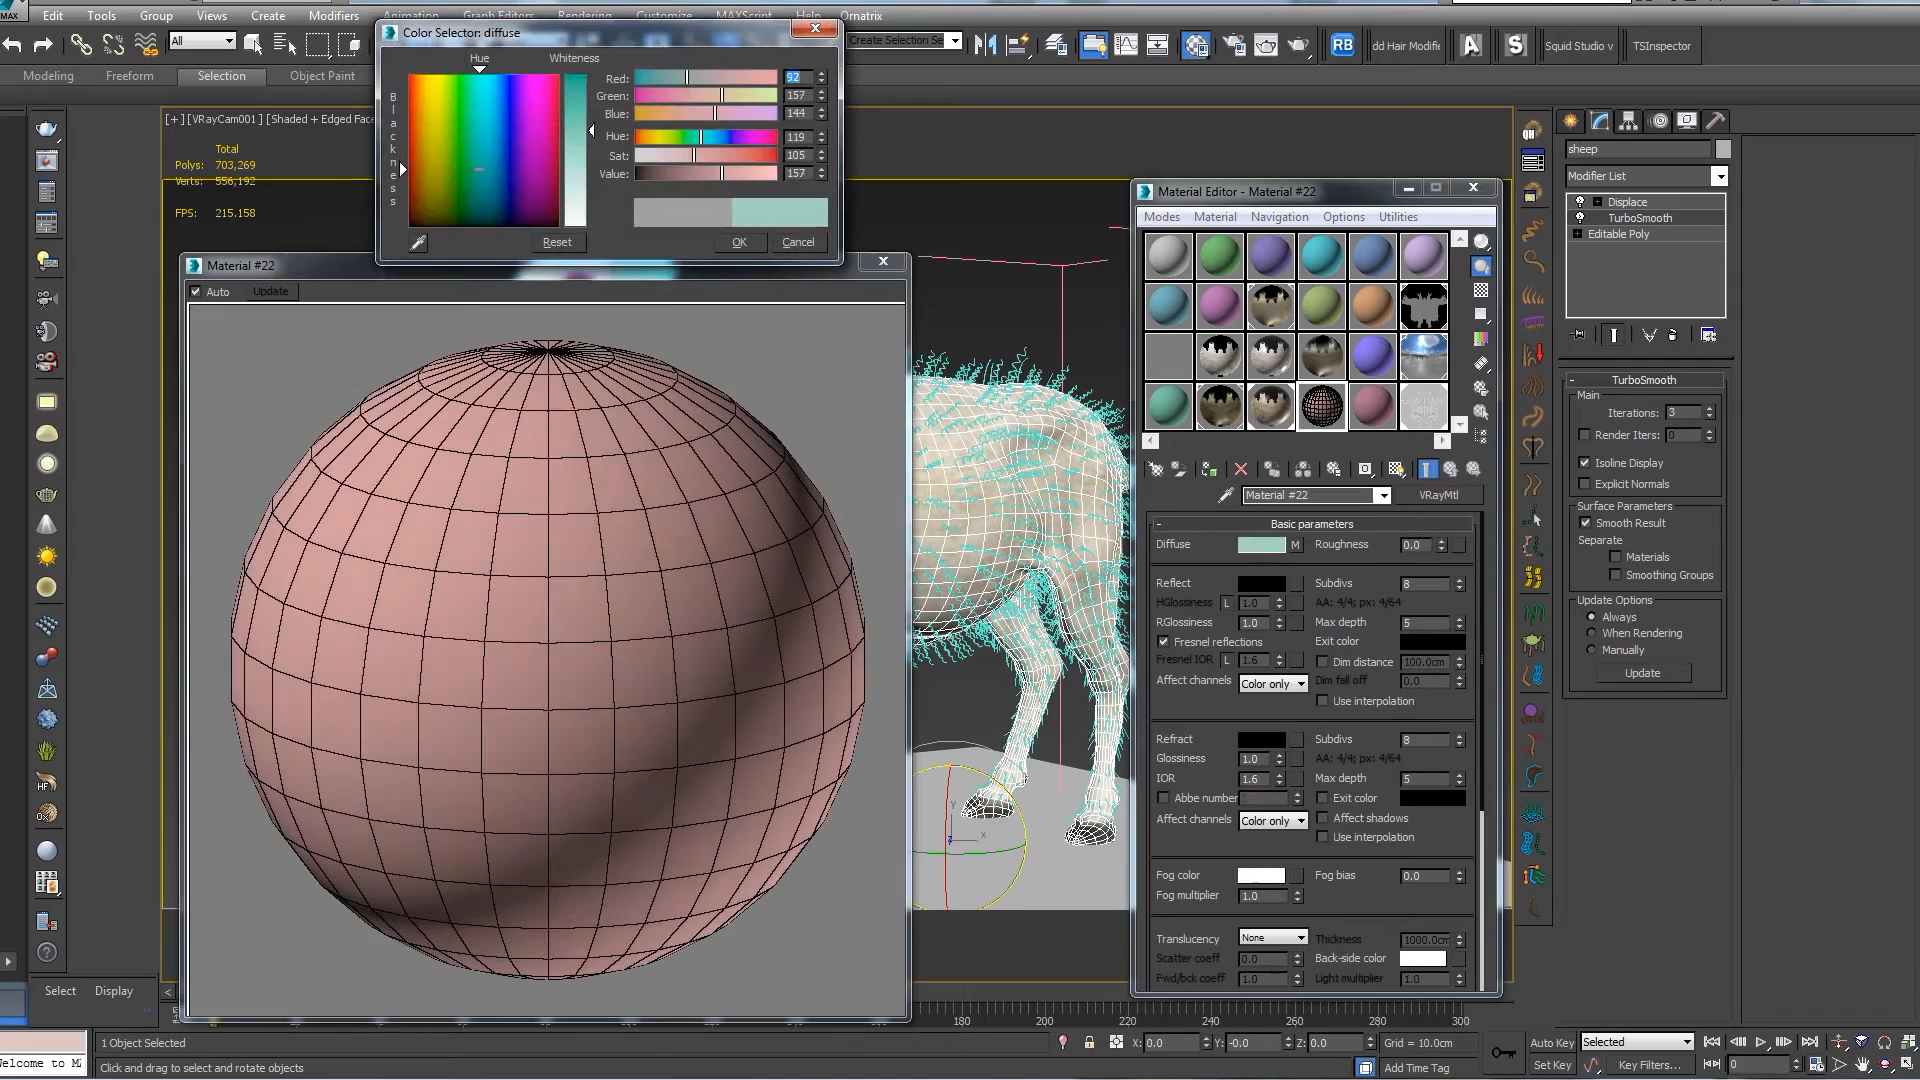 Edit Tools Group Views Create Modifiers Animation Graph Editors Rendering Customize MAXScript Help Ornatrix
MAX
All
Create Selection Se
RB
dd Hair Modifie
A
S
Squid Studio v
TSInspector
Modeling Freeform Selection Object Paint
Color Selector: diffuse
Hue
Whiteness
Blackness
Red: 92
Green: 157
Blue: 144
Hue: 119
Sat: 105
Value: 157
Reset
OK
Cancel
[+] [VRayCam001] [Shaded + Edged Face
Total
Polys: 703,269
Verts: 556,192
FPS: 215.158
Material #22
Auto
Update
HF
Select Display
Material Editor - Material #22
Modes Material Navigation Options Utilities
Material #22
VRayMtl
Basic parameters
Diffuse M Roughness 0.0
Reflect Subdivs 8
HGlossiness L 1.0 AA: 4/4; px: 4/64
RGlossiness 1.0 Max depth 5
Fresnel reflections Exit color
Fresnel IOR L 1.6 Dim distance 100.0cm
Affect channels Color only Dim fall off 0.0
Use interpolation
Refract Subdivs 8
Glossiness 1.0 AA: 4/4; px: 4/64
IOR 1.6 Max depth 5
Abbe number Exit color
Affect channels Color only Affect shadows
Use interpolation
Fog color Fog bias 0.0
Fog multiplier 1.0
Translucency None Thickness 1000.0cm
Scatter coeff 0.0 Back-side color
Fwd/bck coeff 1.0 Light multiplier 1.0
y
x
z
QH
sheep
Modifier List
Displace
TurboSmooth
Editable Poly
TurboSmooth
Main
Iterations: 3
Render Iters: 0
Isoline Display
Explicit Normals
Surface Parameters
Smooth Result
Separate
Materials
Smoothing Groups
Update Options
Always
When Rendering
Manually
Update
180 200 220 240 260 280 300
1 Object Selected
X: 0.0 Y: -0.0 Z: 0.0 Grid = 10.0cm
Auto Key Selected
Welcome to M
Click and drag to select and rotate objects
Add Time Tag
Set Key Key Filters... 0